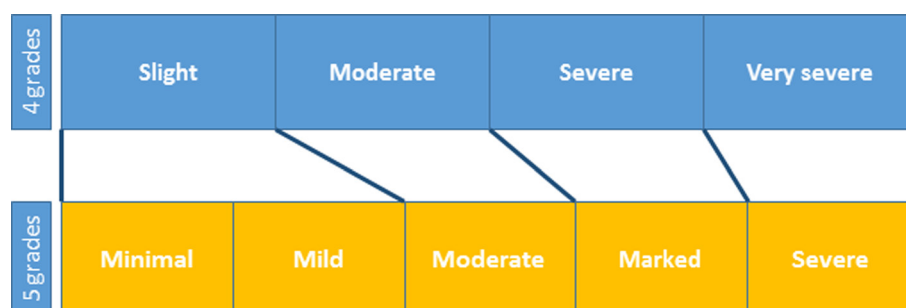 4 grades
Slight
Moderate
Severe
Very severe
5 grades
Minimal
Mild
Moderate
Marked
Severe